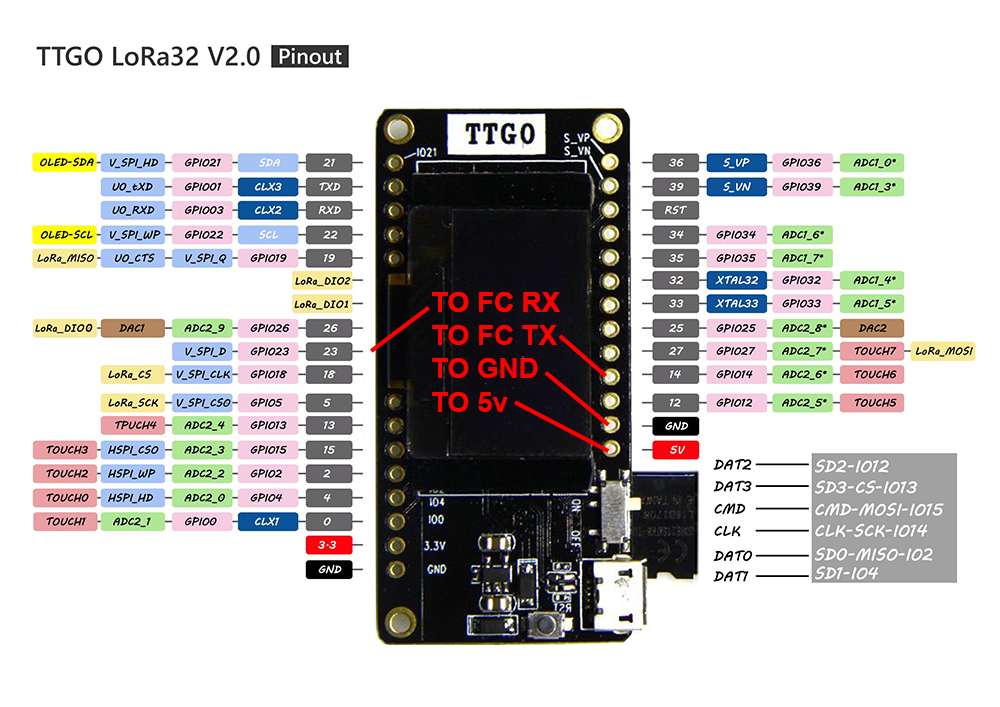 TTGO LoRa32 V2.0 Pinout
TTGO
S_VP
S_VN
IO21
OLED-SDA V_SPI_HD GPIO21 SDA 21
U0_tXD GPIO01 CLX3 TXD
U0_RXD GPIO03 CLX2 RXD
OLED-SCL V_SPI_WP GPIO22 SCL 22
LoRa_MISO U0_CTS V_SPI_Q GPIO19 19
LoRa_DIO2
LoRa_DIO1
LoRa_DIO0 DAC1 ADC2_9 GPIO26 26
V_SPI_D GPIO23 23
LoRa_CS V_SPI_CLK GPIO18 18
LoRa_SCK V_SPI_CSO GPIO5 5
TPUCH4 ADC2_4 GPIO13 13
TOUCH3 HSPI_CSO ADC2_3 GPIO15 15
TOUCH2 HSPI_WP ADC2_2 GPIO2 2
TOUCH0 HSPI_HD ADC2_0 GPIO4 4
TOUCH1 ADC2_1 GPIO0 CLX1 0
3.3
GND
TO FC RX
TO FC TX
TO GND
TO 5v
IO2
IO4
IO0
3.3V
GND
ON
OFF
36 S_VP GPIO36 ADC1_0*
39 S_VN GPIO39 ADC1_3*
RST
34 GPIO34 ADC1_6*
35 GPIO35 ADC1_7*
32 XTAL32 GPIO32 ADC1_4*
33 XTAL33 GPIO33 ADC1_5*
25 GPIO25 ADC2_8* DAC2
27 GPIO27 ADC2_7* TOUCH7 LoRa_MOSI
14 GPIO14 ADC2_6* TOUCH6
12 GPIO12 ADC2_5* TOUCH5
GND
5V
DAT2 SD2-IO12
DAT3 SD3-CS-IO13
CMD CMD-MOSI-IO15
CLK CLK-SCK-IO14
DAT0 SD0-MISO-IO2
DAT1 SD1-IO4